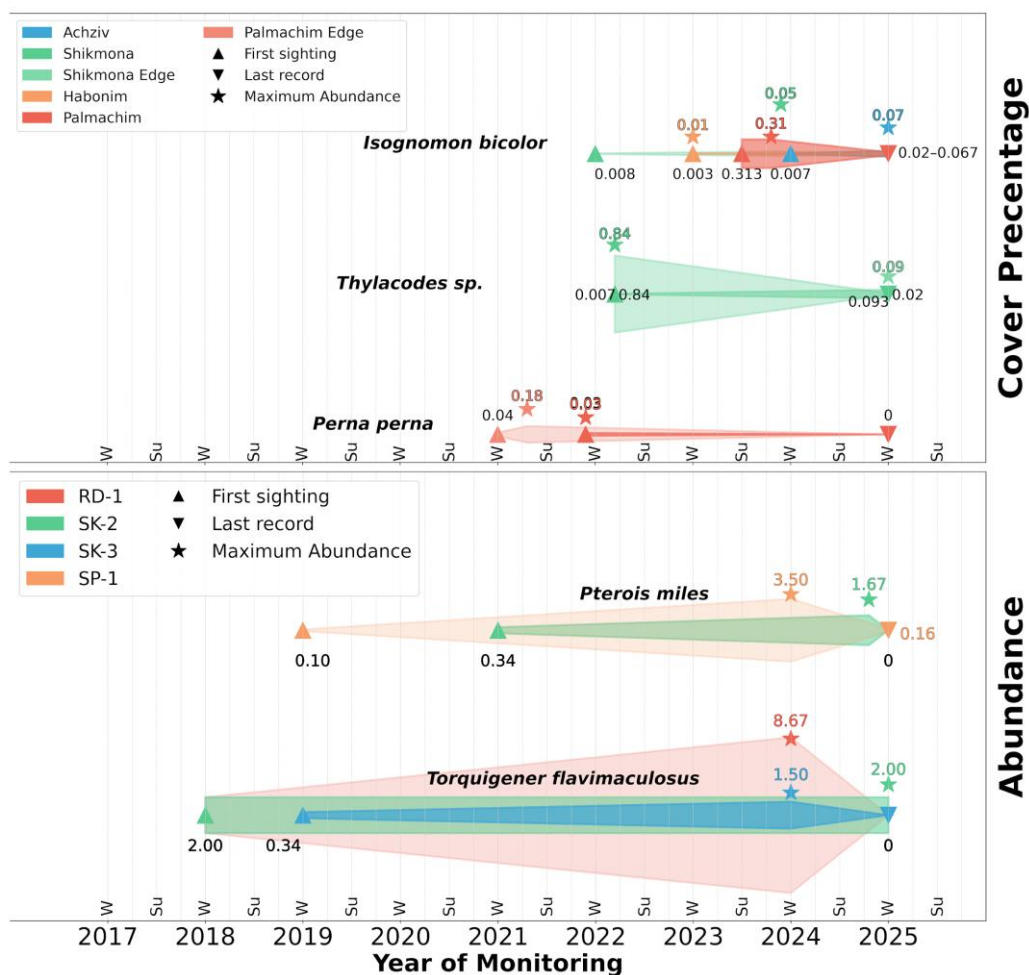 Achziv
Shikmona
Shikmona Edge
Habonim
Palmachim
Palmachim Edge
First sighting
Last record
Maximum Abundance
Cover Precentage
0.05
0.01
0.31
0.07
Isognomon bicolor
0.02–0.067
0.008
0.003
0.313
0.007
0.84
Thylacodes sp.
0.09
0.007
0.84
0.093
0.02
0.18
0.03
Perna perna
0.04
0
W Su W Su W Su W Su W Su W Su W Su W Su W Su
RD-1
SK-2
SK-3
SP-1
First sighting
Last record
Maximum Abundance
Abundance
Pterois miles
3.50
1.67
0.16
0.10
0.34
0
8.67
Torquigener flavimaculosus
1.50
2.00
2.00
0.34
0
W Su W Su W Su W Su W Su W Su W Su W Su W Su
2017 2018 2019 2020 2021 2022 2023 2024 2025
Year of Monitoring